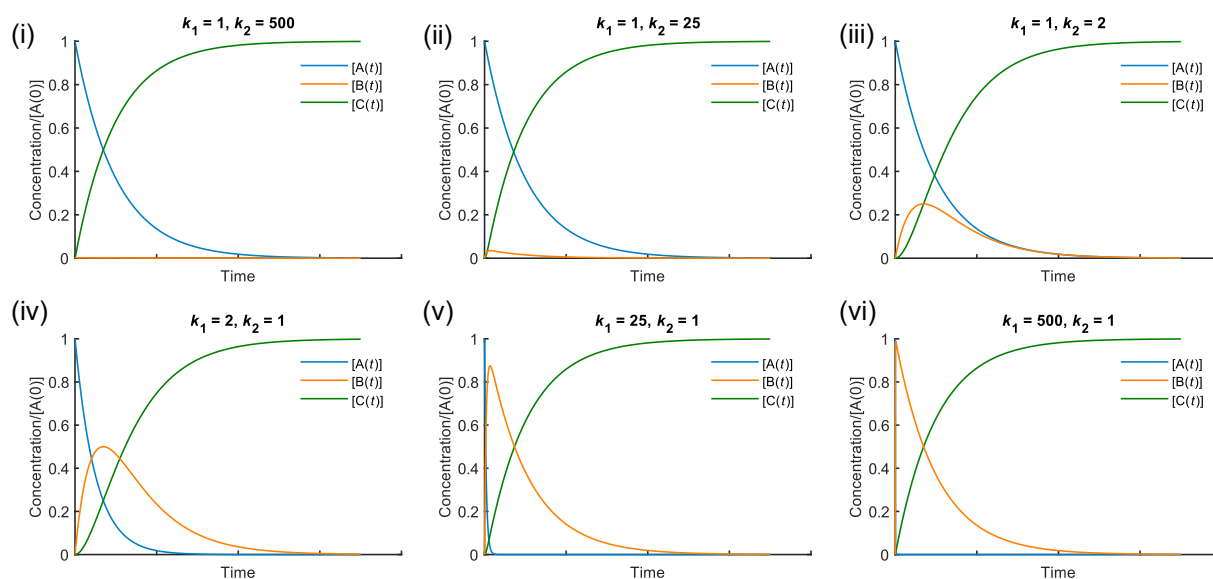 (i)
k1 = 1, k2 = 500
1
0.8
0.6
0.4
0.2
0
Concentration/[A(0)]
Time
[A(t)]
[B(t)]
[C(t)]
(ii)
k1 = 1, k2 = 25
1
0.8
0.6
0.4
0.2
0
Concentration/[A(0)]
Time
[A(t)]
[B(t)]
[C(t)]
(iii)
k1 = 1, k2 = 2
1
0.8
0.6
0.4
0.2
0
Concentration/[A(0)]
Time
[A(t)]
[B(t)]
[C(t)]
(iv)
k1 = 2, k2 = 1
1
0.8
0.6
0.4
0.2
0
Concentration/[A(0)]
Time
[A(t)]
[B(t)]
[C(t)]
(v)
k1 = 25, k2 = 1
1
0.8
0.6
0.4
0.2
0
Concentration/[A(0)]
Time
[A(t)]
[B(t)]
[C(t)]
(vi)
k1 = 500, k2 = 1
1
0.8
0.6
0.4
0.2
0
Concentration/[A(0)]
Time
[A(t)]
[B(t)]
[C(t)]